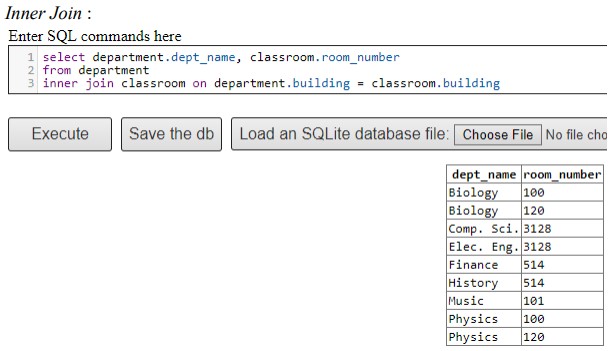 Inner Join :
Enter SQL commands here
1 select department.dept_name, classroom.room_number
2 from department
3 inner join classroom on department.building = classroom.building
Execute Save the db Load an SQLite database file: Choose File No file cho
dept_name room_number
Biology 100
Biology 120
Comp. Sci. 3128
Elec. Eng. 3128
Finance 514
History 514
Music 101
Physics 100
Physics 120